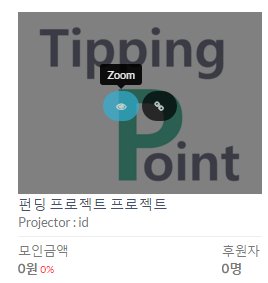 Tipping
Zoom
Point
펀딩 프로젝트 프로젝트
Projector : id
모인금액 후원자
0원 0% 0명